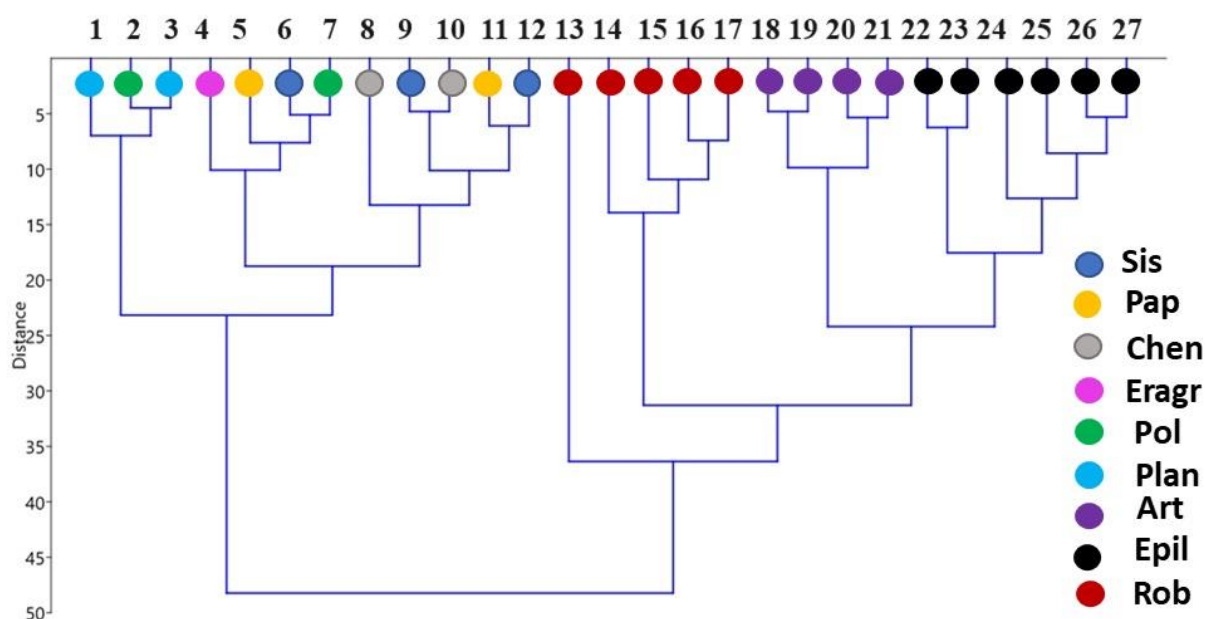 1 2 3 4 5 6 7 8 9 10 11 12 13 14 15 16 17 18 19 20 21 22 23 24 25 26 27
5
10
15
20
25
30
35
40
45
50
Distance
Sis
Pap
Chen
Eragr
Pol
Plan
Art
Epil
Rob